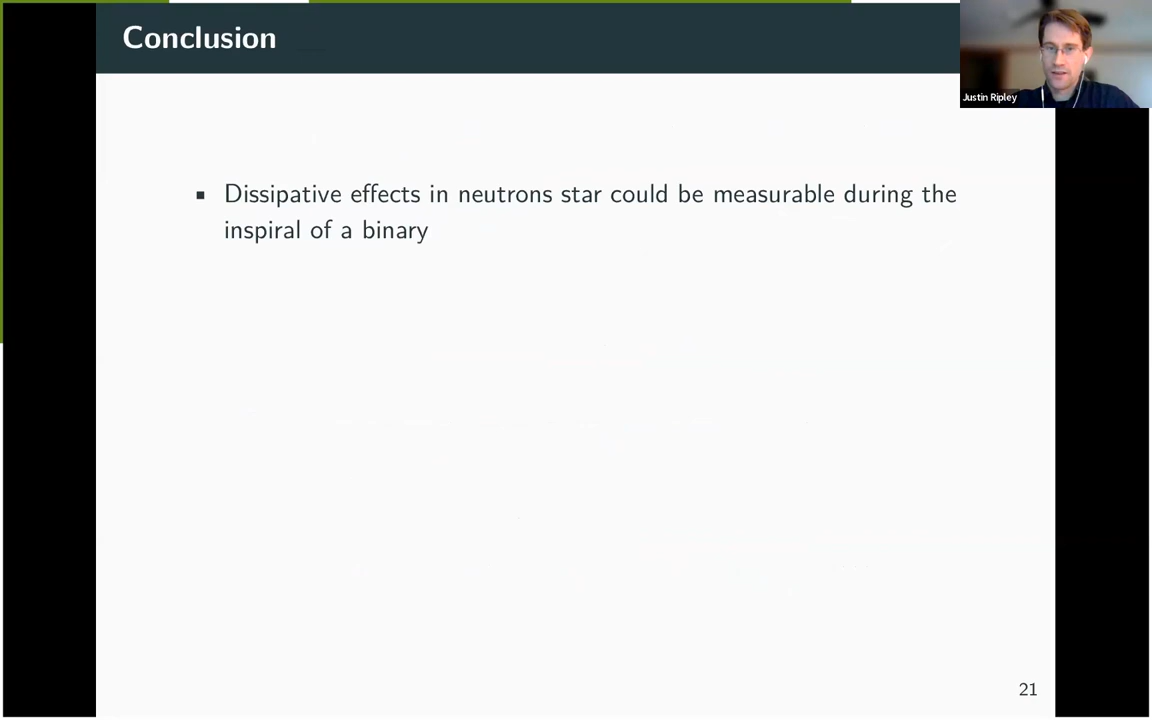 Conclusion
Justin Ripley
▪ Dissipative effects in neutrons star could be measurable during the
inspiral of a binary
21